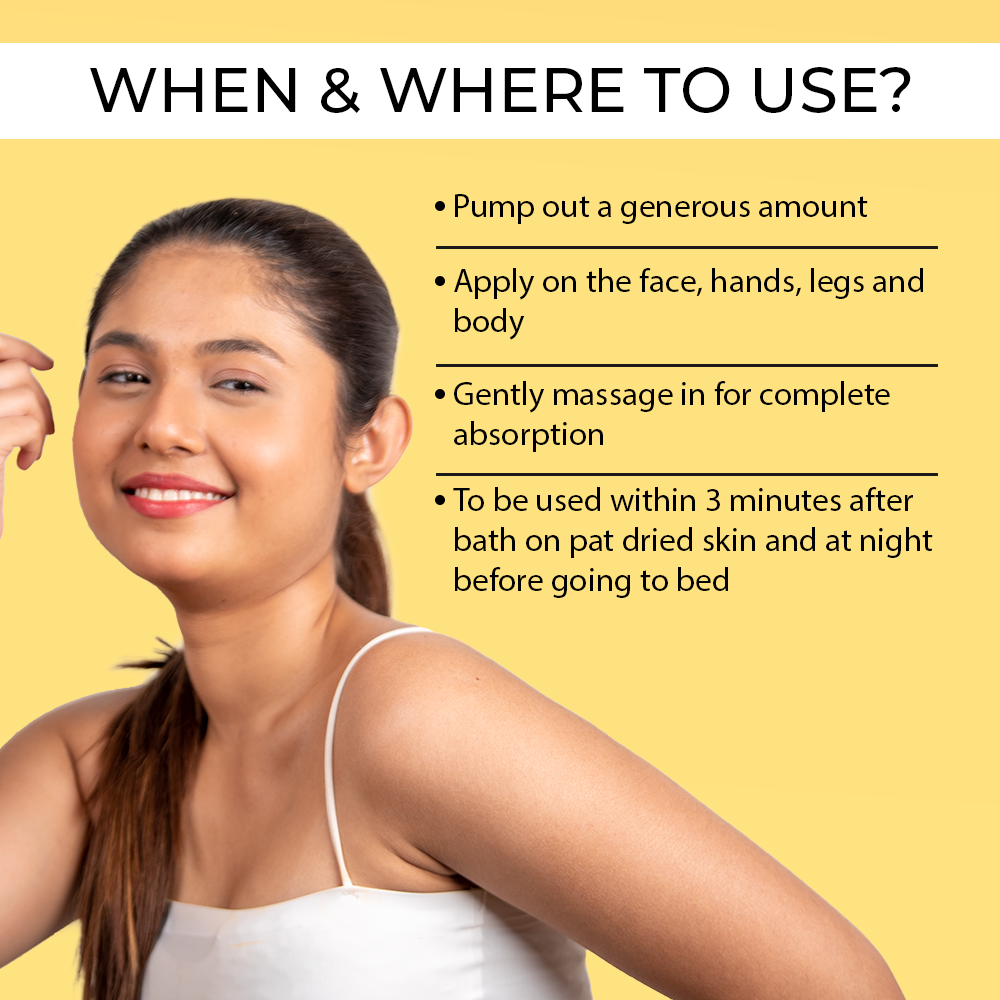 WHEN & WHERE TO USE?
• Pump out a generous amount
• Apply on the face, hands, legs and
body
• Gently massage in for complete
absorption
• To be used within 3 minutes after
bath on pat dried skin and at night
before going to bed